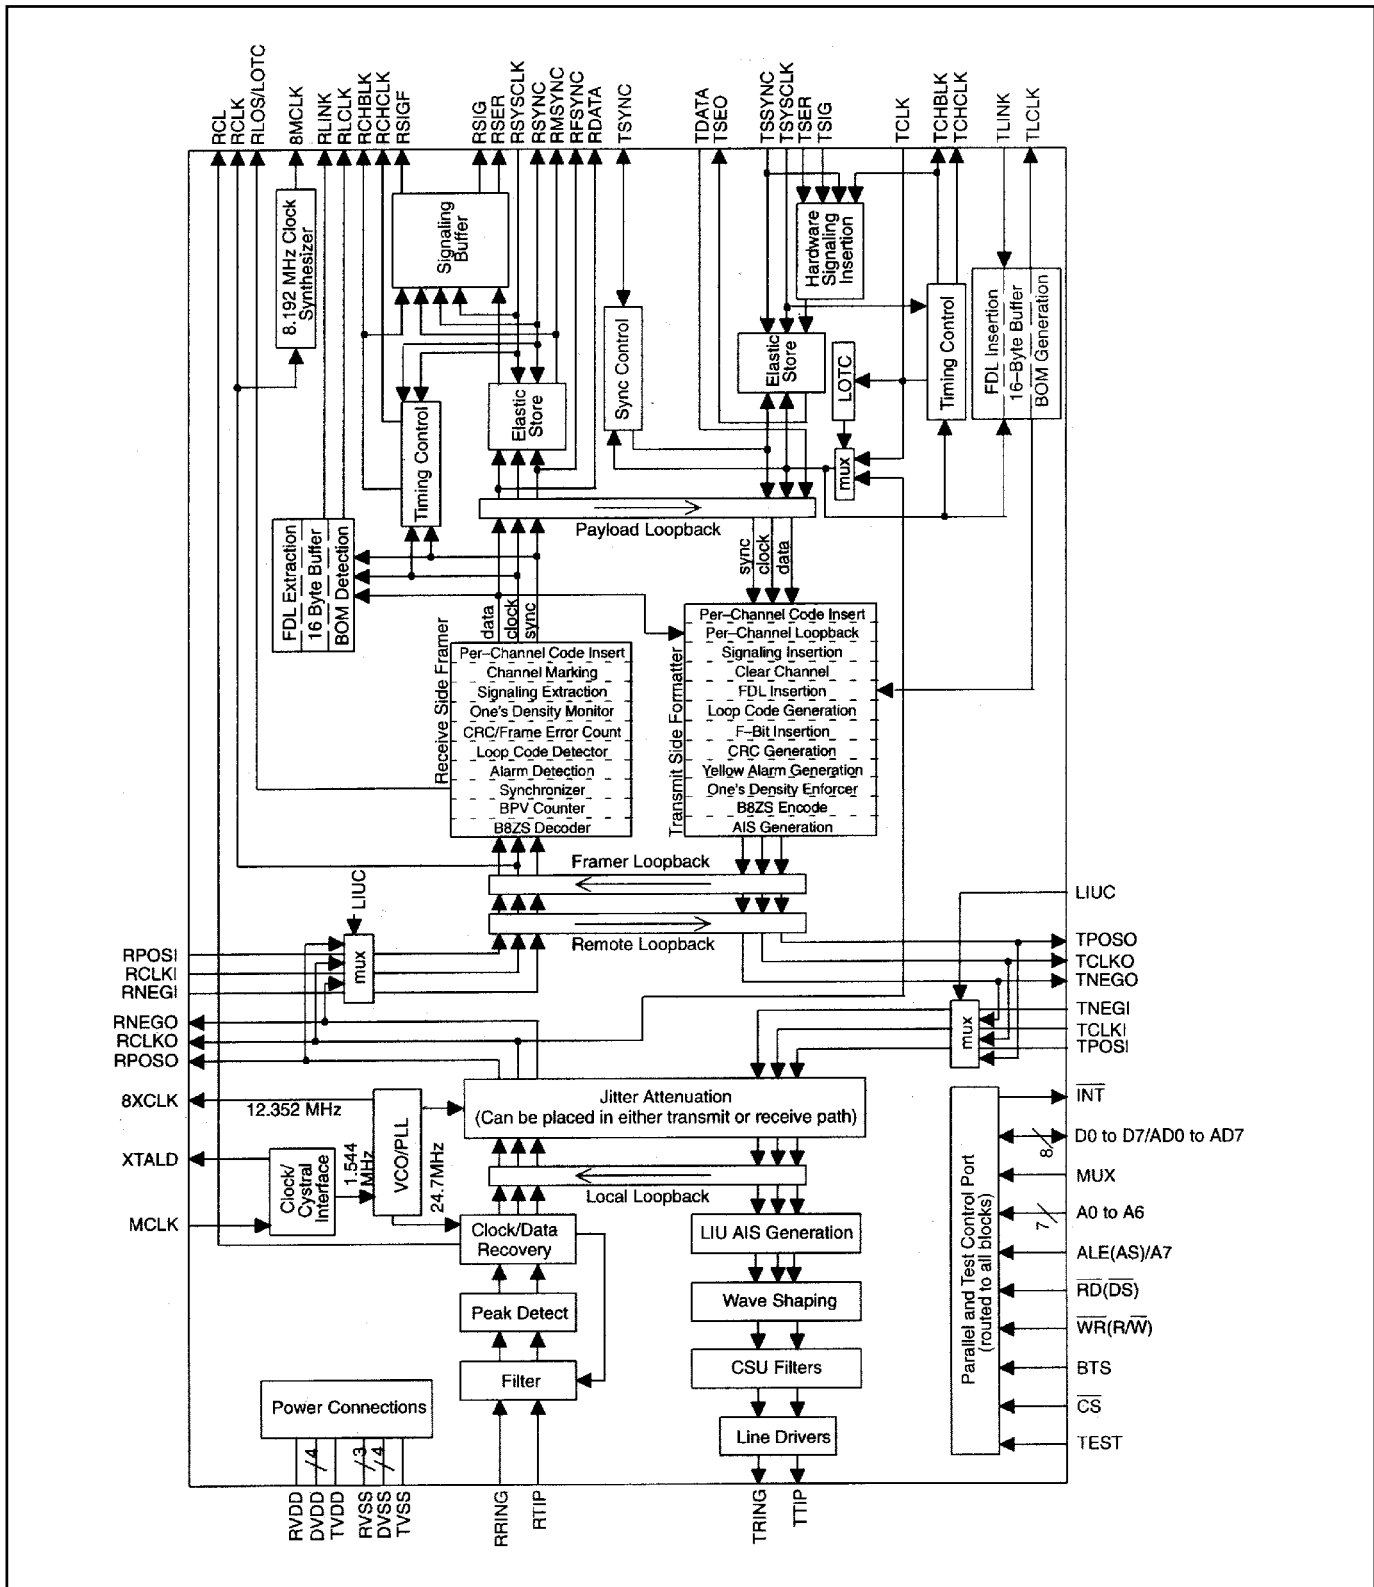 RCL
RCLK
RLOS/LOTC
8MCLK
RLINK
RLCLK
RCHBLK
RCHCLK
RSIGF
RSIG
RSER
RSYSCLK
RSYNC
RMSYNC
RFSYNC
RDATA
TSYNC
TDATA
TSEO
TSSYNC
TSYSCLK
TSER
TSIG
TCLK
TCHBLK
TCHCLK
TLINK
TLCLK
8.192 MHz Clock
Synthesizer
Signaling
Buffer
Hardware
Signaling
Insertion
Sync Control
Elastic
Store
LOTC
Timing Control
FDL Insertion
16–Byte Buffer
BOM Generation
Timing Control
Elastic
Store
mux
Payload Loopback
FDL Extraction
16 Byte Buffer
BOM Detection
data
clock
sync
sync
clock
data
Receive Side Framer
Per–Channel Code Insert
Channel Marking
Signaling Extraction
One's Density Monitor
CRC/Frame Error Count
Loop Code Detector
Alarm Detection
Synchronizer
BPV Counter
B8ZS Decoder
Transmit Side Formatter
Per–Channel Code Insert
Per–Channel Loopback
Signaling Insertion
Clear Channel
FDL Insertion
Loop Code Generation
F–Bit Insertion
CRC Generation
Yellow Alarm Generation
One's Density Enforcer
B8ZS Encode
AIS Generation
Framer Loopback
Remote Loopback
LIUC
mux
RPOSI
RCLKI
RNEGI
RNEGO
RCLKO
RPOSO
LIUC
TPOSO
TCLKO
TNEGO
mux
TNEGI
TCLKI
TPOSI
8XCLK
12.352 MHz
XTALD
MCLK
Clock/
Cystral
Interface
1.544
MHz
VCO/PLL
24.7MHz
Jitter Attenuation
(Can be placed in either transmit or receive path)
Local Loopback
Clock/Data
Recovery
Peak Detect
Filter
LIU AIS Generation
Wave Shaping
CSU Filters
Line Drivers
Parallel and Test Control Port
(routed to all blocks)
INT
8
D0 to D7/AD0 to AD7
MUX
7
A0 to A6
ALE(AS)/A7
RD(DS)
WR(R/W)
BTS
CS
TEST
Power Connections
4
3
4
RVDD
DVDD
TVDD
RVSS
DVSS
TVSS
RRING
RTIP
TRING
TTIP